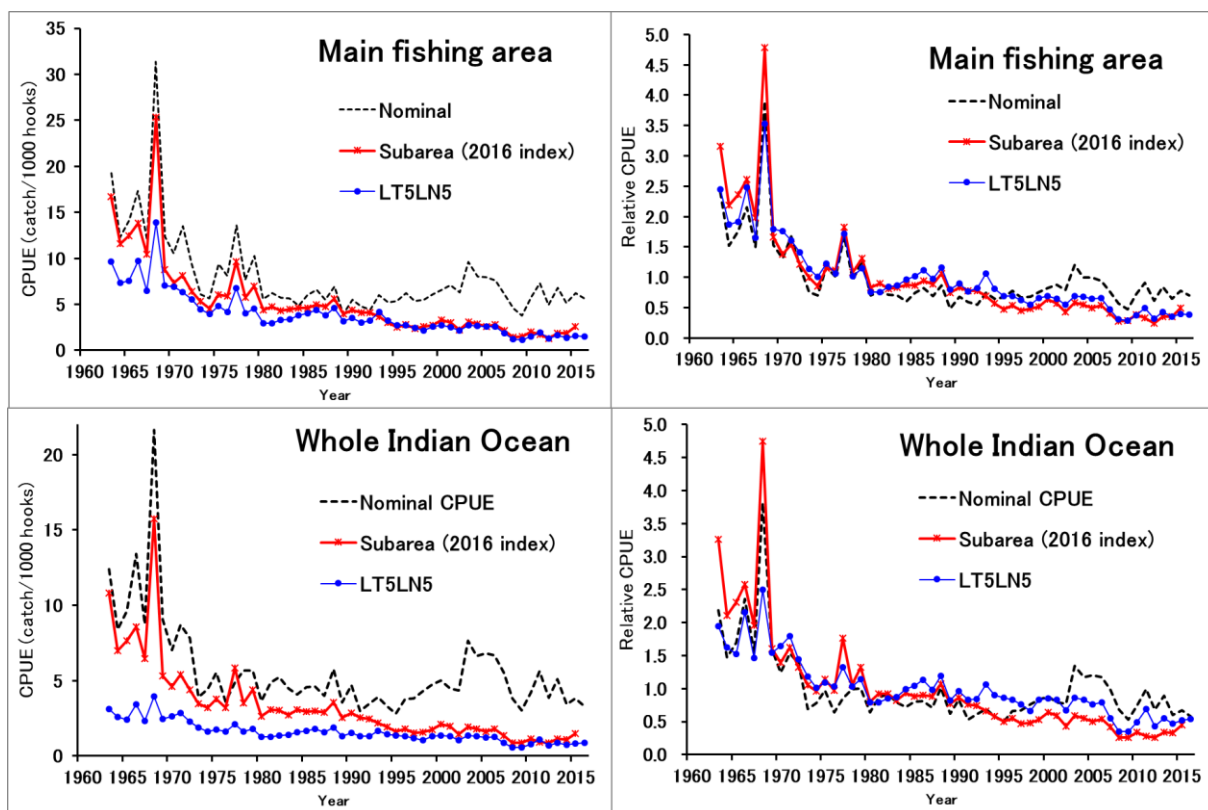 Main fishing area
CPUE (catch/1000 hooks)
35
30
25
20
15
10
5
0
Nominal
Subarea (2016 index)
LT5LN5
1960 1965 1970 1975 1980 1985 1990 1995 2000 2005 2010 2015
Year
Main fishing area
Relative CPUE
5.0
4.5
4.0
3.5
3.0
2.5
2.0
1.5
1.0
0.5
0.0
Nominal
Subarea (2016 index)
LT5LN5
1960 1965 1970 1975 1980 1985 1990 1995 2000 2005 2010 2015
Year
Whole Indian Ocean
CPUE (catch/1000 hooks)
20
15
10
5
0
Nominal CPUE
Subarea (2016 index)
LT5LN5
1960 1965 1970 1975 1980 1985 1990 1995 2000 2005 2010 2015
Year
Whole Indian Ocean
Relative CPUE
5.0
4.5
4.0
3.5
3.0
2.5
2.0
1.5
1.0
0.5
0.0
Nominal CPUE
Subarea (2016 index)
LT5LN5
1960 1965 1970 1975 1980 1985 1990 1995 2000 2005 2010 2015
Year